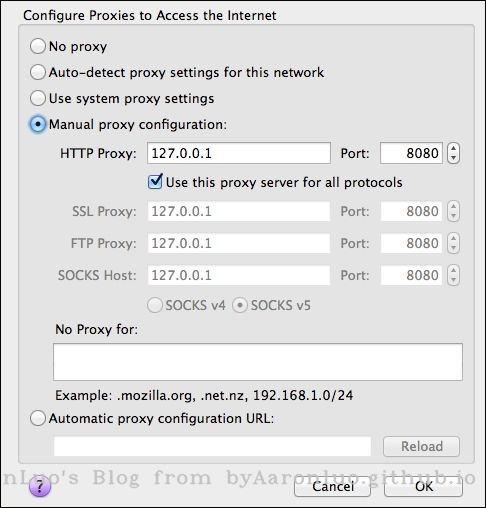 Configure Proxies to Access the Internet
No proxy
Auto-detect proxy settings for this network
Use system proxy settings
Manual proxy configuration:
HTTP Proxy: 127.0.0.1 Port: 8080
Use this proxy server for all protocols
SSL Proxy: 127.0.0.1 Port: 8080
FTP Proxy: 127.0.0.1 Port: 8080
SOCKS Host: 127.0.0.1 Port: 8080
SOCKS v4 SOCKS v5
No Proxy for:
Example: .mozilla.org, .net.nz, 192.168.1.0/24
Automatic proxy configuration URL:
Reload
nLuo's Blog from byAaronluo.github.io
? Cancel OK